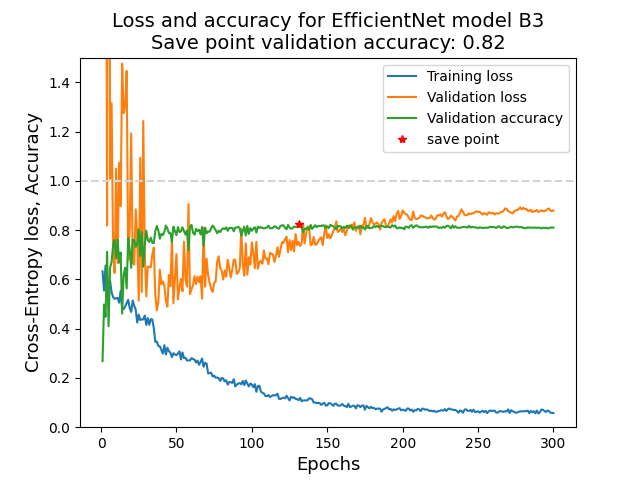 Loss and accuracy for EfficientNet model B3
Save point validation accuracy: 0.82
Training loss
Validation loss
Validation accuracy
save point
Cross-Entropy loss, Accuracy
1.4
1.2
1.0
0.8
0.6
0.4
0.2
0.0
0 50 100 150 200 250 300
Epochs